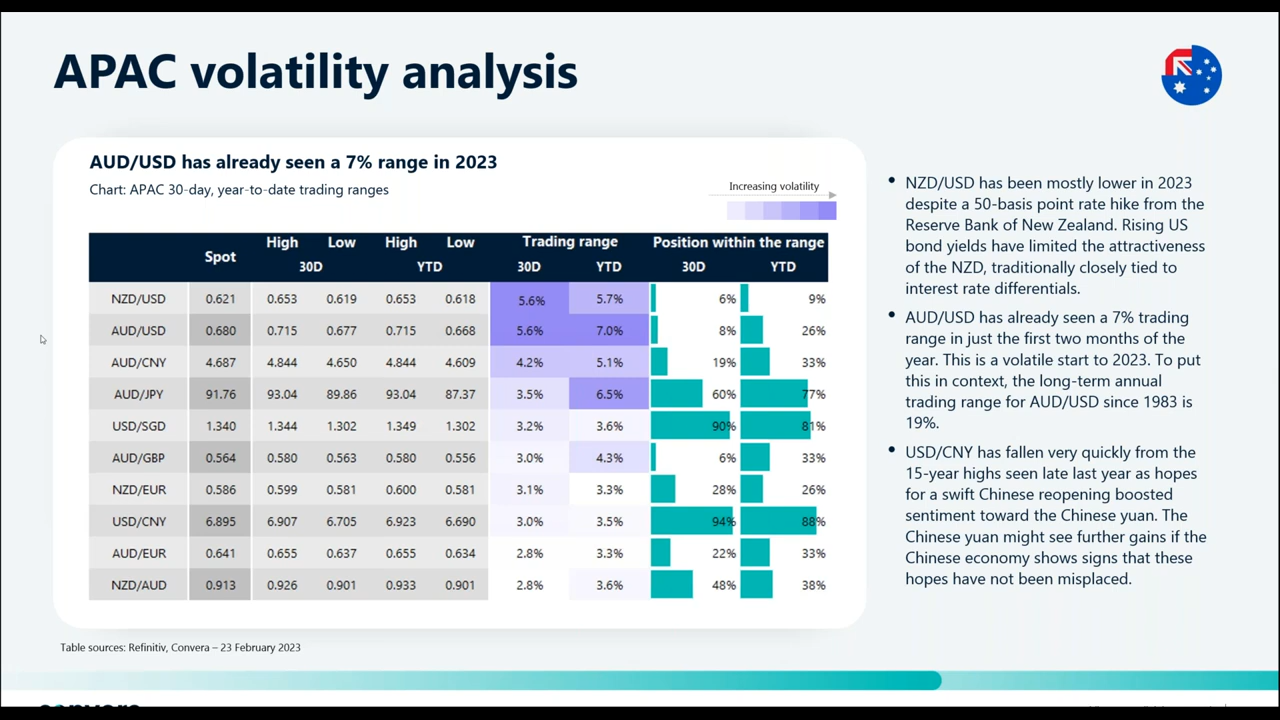 APAC volatility analysis
AUD/USD has already seen a 7% range in 2023
Chart: APAC 30-day, year-to-date trading ranges
Increasing volatility
Spot High Low High Low Trading range Position within the range
30D YTD 30D YTD 30D YTD
NZD/USD 0.621 0.653 0.619 0.653 0.618 5.6% 5.7% 6% 9%
AUD/USD 0.680 0.715 0.677 0.715 0.668 5.6% 7.0% 8% 26%
AUD/CNY 4.687 4.844 4.650 4.844 4.609 4.2% 5.1% 19% 33%
AUD/JPY 91.76 93.04 89.86 93.04 87.37 3.5% 6.5% 60% 77%
USD/SGD 1.340 1.344 1.302 1.349 1.302 3.2% 3.6% 90% 81%
AUD/GBP 0.564 0.580 0.563 0.580 0.556 3.0% 4.3% 6% 33%
NZD/EUR 0.586 0.599 0.581 0.600 0.581 3.1% 3.3% 28% 26%
USD/CNY 6.895 6.907 6.705 6.923 6.690 3.0% 3.5% 94% 88%
AUD/EUR 0.641 0.655 0.637 0.655 0.634 2.8% 3.3% 22% 33%
NZD/AUD 0.913 0.926 0.901 0.933 0.901 2.8% 3.6% 48% 38%
Table sources: Refinitiv, Convera – 23 February 2023
• NZD/USD has been mostly lower in 2023
despite a 50-basis point rate hike from the
Reserve Bank of New Zealand. Rising US
bond yields have limited the attractiveness
of the NZD, traditionally closely tied to
interest rate differentials.
• AUD/USD has already seen a 7% trading
range in just the first two months of the
year. This is a volatile start to 2023. To put
this in context, the long-term annual
trading range for AUD/USD since 1983 is
19%.
• USD/CNY has fallen very quickly from the
15-year highs seen late last year as hopes
for a swift Chinese reopening boosted
sentiment toward the Chinese yuan. The
Chinese yuan might see further gains if the
Chinese economy shows signs that these
hopes have not been misplaced.